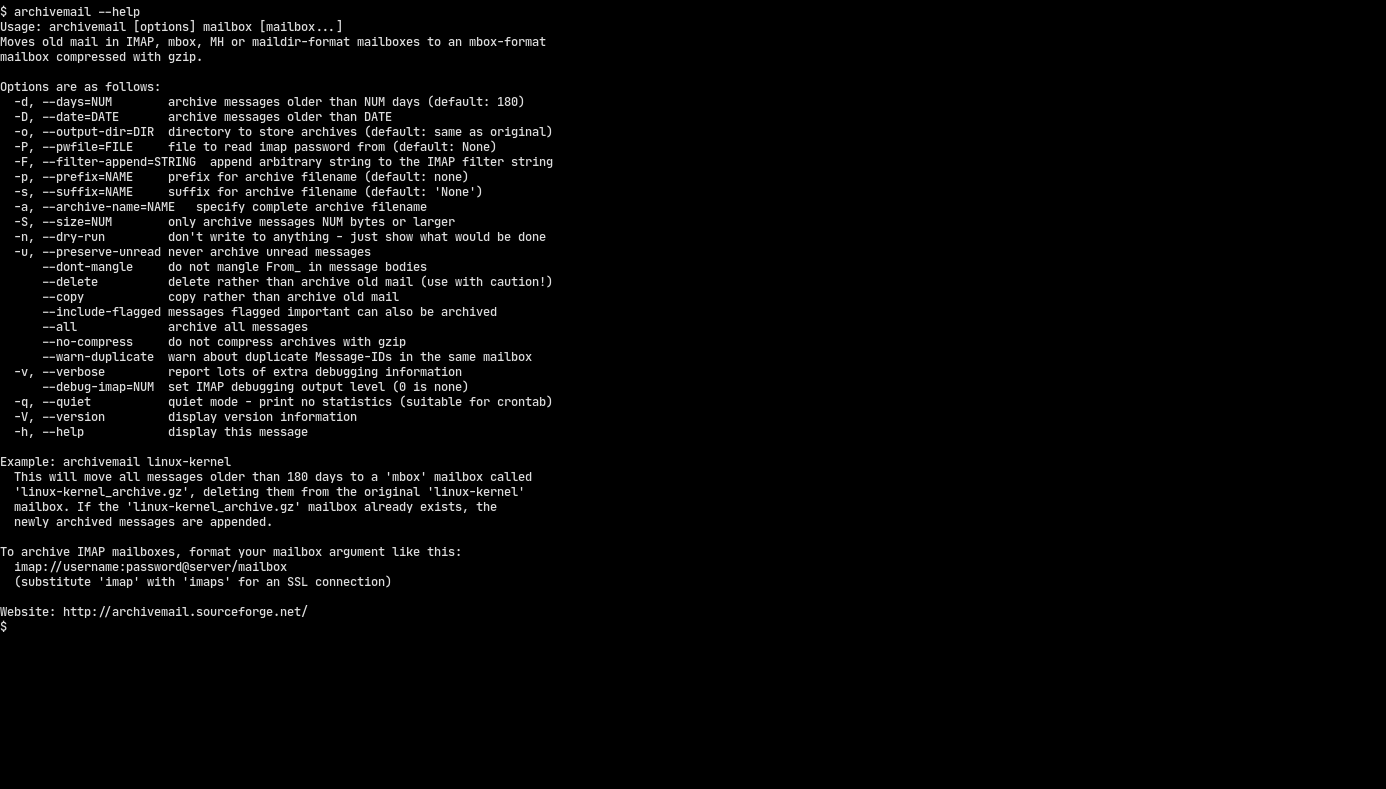 $ archivemail --help
Usage: archivemail [options] mailbox [mailbox...]
Moves old mail in IMAP, mbox, MH or maildir-format mailboxes to an mbox-format
mailbox compressed with gzip.

Options are as follows:
  -d, --days=NUM        archive messages older than NUM days (default: 180)
  -D, --date=DATE       archive messages older than DATE
  -o, --output-dir=DIR  directory to store archives (default: same as original)
  -P, --pwfile=FILE     file to read imap password from (default: None)
  -F, --filter-append=STRING  append arbitrary string to the IMAP filter string
  -p, --prefix=NAME     prefix for archive filename (default: none)
  -s, --suffix=NAME     suffix for archive filename (default: 'None')
  -a, --archive-name=NAME   specify complete archive filename
  -S, --size=NUM        only archive messages NUM bytes or larger
  -n, --dry-run         don't write to anything - just show what would be done
  -u, --preserve-unread never archive unread messages
      --dont-mangle     do not mangle From_ in message bodies
      --delete          delete rather than archive old mail (use with caution!)
      --copy            copy rather than archive old mail
      --include-flagged messages flagged important can also be archived
      --all             archive all messages
      --no-compress     do not compress archives with gzip
      --warn-duplicate  warn about duplicate Message-IDs in the same mailbox
  -v, --verbose         report lots of extra debugging information
      --debug-imap=NUM  set IMAP debugging output level (0 is none)
  -q, --quiet           quiet mode - print no statistics (suitable for crontab)
  -V, --version         display version information
  -h, --help            display this message

Example: archivemail linux-kernel
  This will move all messages older than 180 days to a 'mbox' mailbox called
  'linux-kernel_archive.gz', deleting them from the original 'linux-kernel'
  mailbox. If the 'linux-kernel_archive.gz' mailbox already exists, the
  newly archived messages are appended.

To archive IMAP mailboxes, format your mailbox argument like this:
  imap://username:password@server/mailbox
  (substitute 'imap' with 'imaps' for an SSL connection)

Website: http://archivemail.sourceforge.net/
$